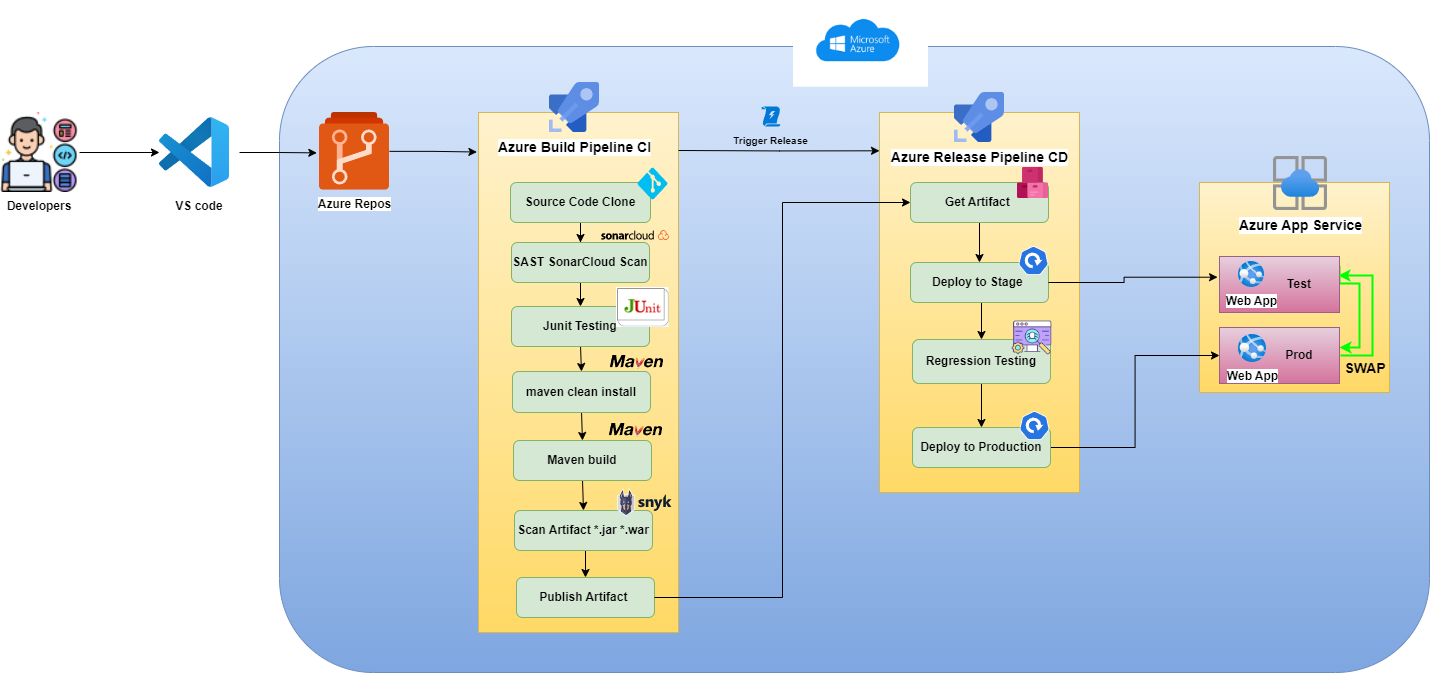 Microsoft
Azure
Developers
VS code
Azure Repos
Azure Build Pipeline CI
Source Code Clone
sonarcloud
SAST SonarCloud Scan
JUnit
Junit Testing
Maven
maven clean install
Maven
Maven build
snyk
Scan Artifact *.jar *.war
Publish Artifact
Trigger Release
Azure Release Pipeline CD
Get Artifact
Deploy to Stage
Regression Testing
Deploy to Production
Azure App Service
Test
Web App
Prod
Web App
SWAP